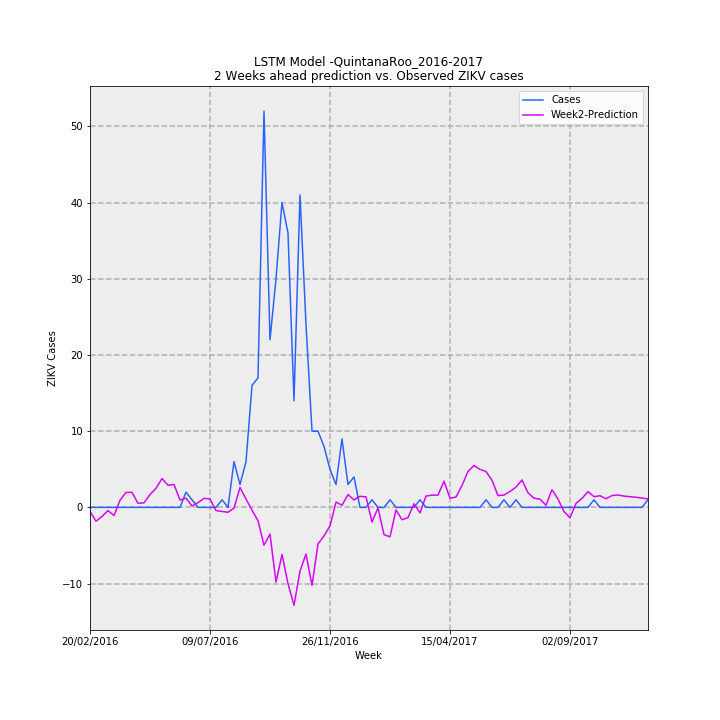 LSTM Model -QuintanaRoo_2016-2017
2 Weeks ahead prediction vs. Observed ZIKV cases
Cases
Week2-Prediction
ZIKV Cases
50
40
30
20
10
0
−10
20/02/2016 09/07/2016 26/11/2016 15/04/2017 02/09/2017
Week